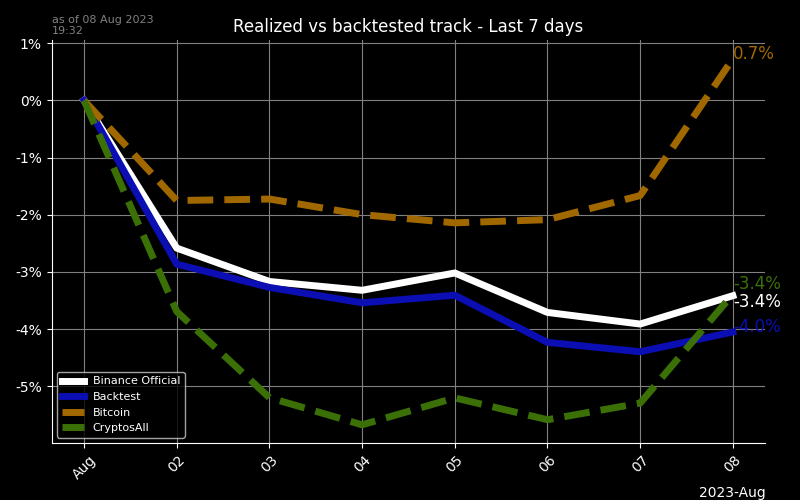 as of 08 Aug 2023
19:32
Realized vs backtested track - Last 7 days
1%
0%
-1%
-2%
-3%
-4%
-5%
0.7%
-3.4%
-3.4%
-4.0%
Binance Official
Backtest
Bitcoin
CryptosAll
Aug
02
03
04
05
06
07
08
2023-Aug